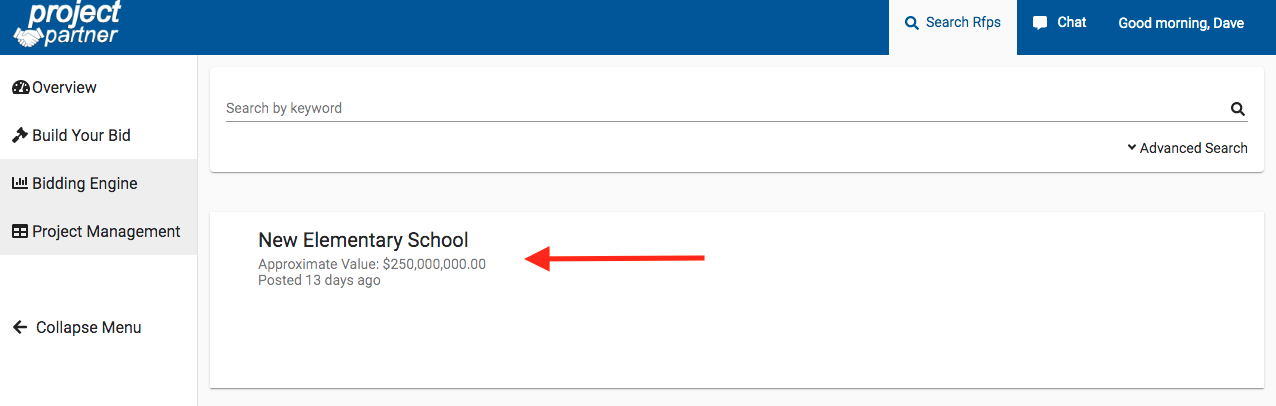 project
partner
Search Rfps
Chat
Good morning, Dave
Overview
Build Your Bid
Bidding Engine
Project Management
Collapse Menu
Search by keyword
Advanced Search
New Elementary School
Approximate Value: $250,000,000.00
Posted 13 days ago